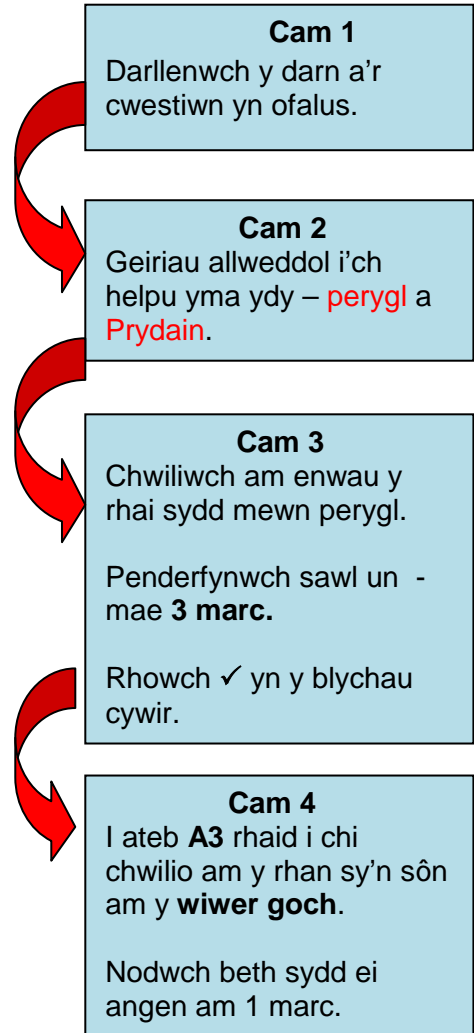 Cam 1
Darllenwch y darn a'r
cwestiwn yn ofalus.
Cam 2
Geiriau allweddol i'ch
helpu yma ydy – perygl a
Prydain.
Cam 3
Chwiliwch am enwau y
rhai sydd mewn perygl.
Penderfynwch sawl un -
mae 3 marc.
Rhowch ✓ yn y blychau
cywir.
Cam 4
I ateb A3 rhaid i chi
chwilio am y rhan sy'n sôn
am y wiwer goch.
Nodwch beth sydd ei
angen am 1 marc.